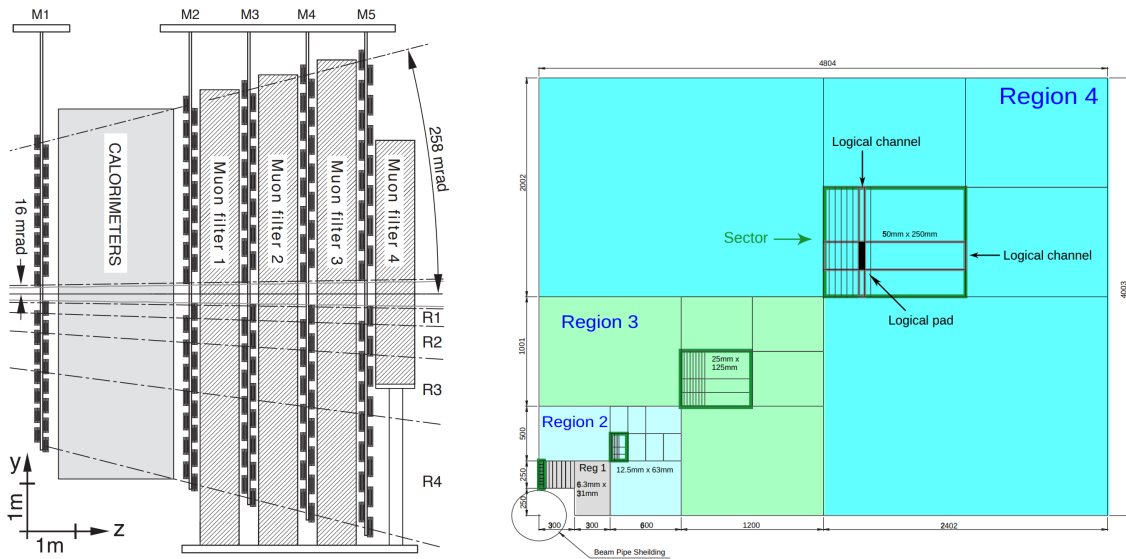 M1
M2
M3
M4
M5
CALORIMETERS
Muon filter 1
Muon filter 2
Muon filter 3
Muon filter 4
258 mrad
16 mrad
R1
R2
R3
R4
y
1m
1m
z
4804
Region 4
Logical channel
2002
50mm x 250mm
Sector
Logical channel
Logical pad
4003
Region 3
1001
25mm x
125mm
Region 2
500
12.5mm x 63mm
Reg 1
6.3mm x
31mm
250
250
300
300
600
1200
2402
Beam Pipe Sheilding